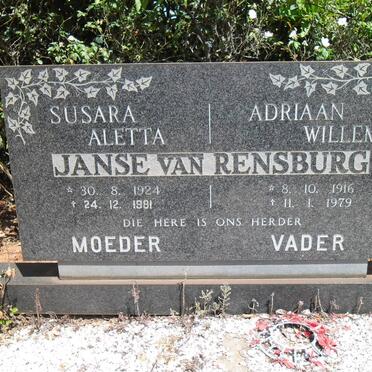 SUSARA ADRIAAN
ALETTA WILLEM
JANSE VAN RENSBURG
* 30. 8. 1924 * 8. 10. 1916
† 24. 12. 1981 † 11. 1. 1979
DIE HERE IS ONS HERDER
MOEDER VADER